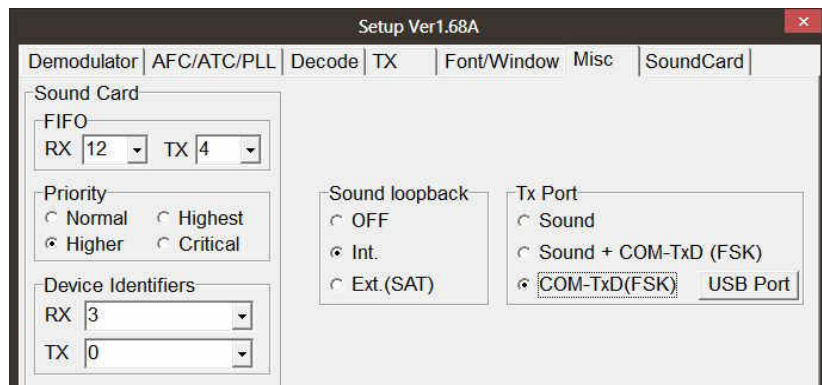 Setup Ver1.68A
Demodulator AFC/ATC/PLL Decode TX Font/Window Misc SoundCard
Sound Card
FIFO
RX 12 TX 4
Priority
Normal Highest
Higher Critical
Device Identifiers
RX 3
TX 0
Sound loopback
OFF
Int.
Ext.(SAT)
Tx Port
Sound
Sound + COM-TxD (FSK)
COM-TxD(FSK) USB Port